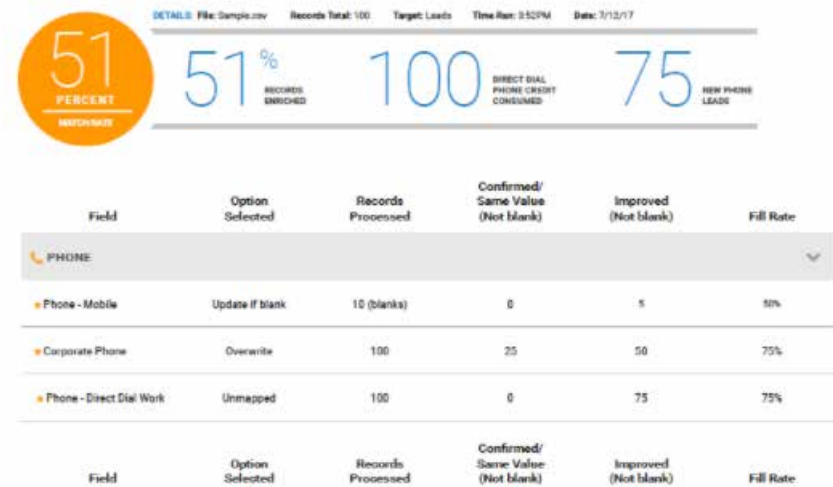 DETAILS: File: Sample.csv Records Total: 100 Target: Leads Time Ran: 3:52PM Date: 7/12/17
51
PERCENT
MATCH RATE
51%
RECORDS
ENRICHED
100
DIRECT DIAL
PHONE CREDIT
CONSUMED
75
NEW PHONE
LEADS
Field Option Selected Records Processed Confirmed/ Same Value (Not blank) Improved (Not blank) Fill Rate
PHONE
Phone - Mobile Update if blank 10 (blanks) 0 5 50%
Corporate Phone Overwrite 100 25 50 75%
Phone - Direct Dial Work Unmapped 100 0 75 75%
Field Option Selected Records Processed Confirmed/ Same Value (Not blank) Improved (Not blank) Fill Rate